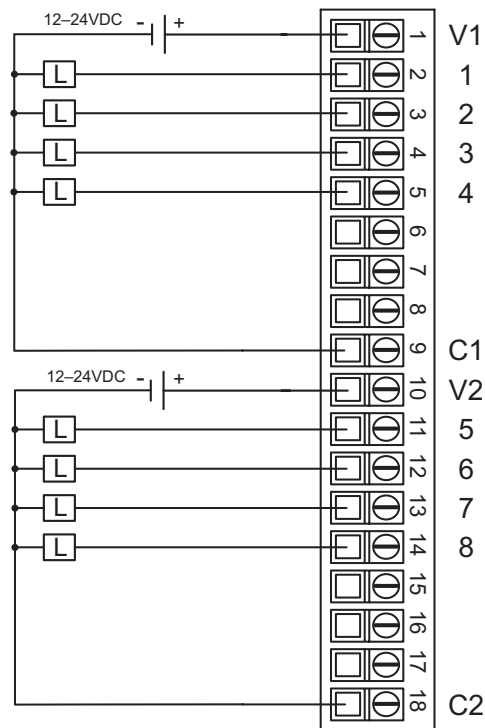 12–24VDC - + 1 V1
L 2 1
L 3 2
L 4 3
L 5 4
6
7
8
9 C1
12–24VDC - + 10 V2
L 11 5
L 12 6
L 13 7
L 14 8
15
16
17
18 C2